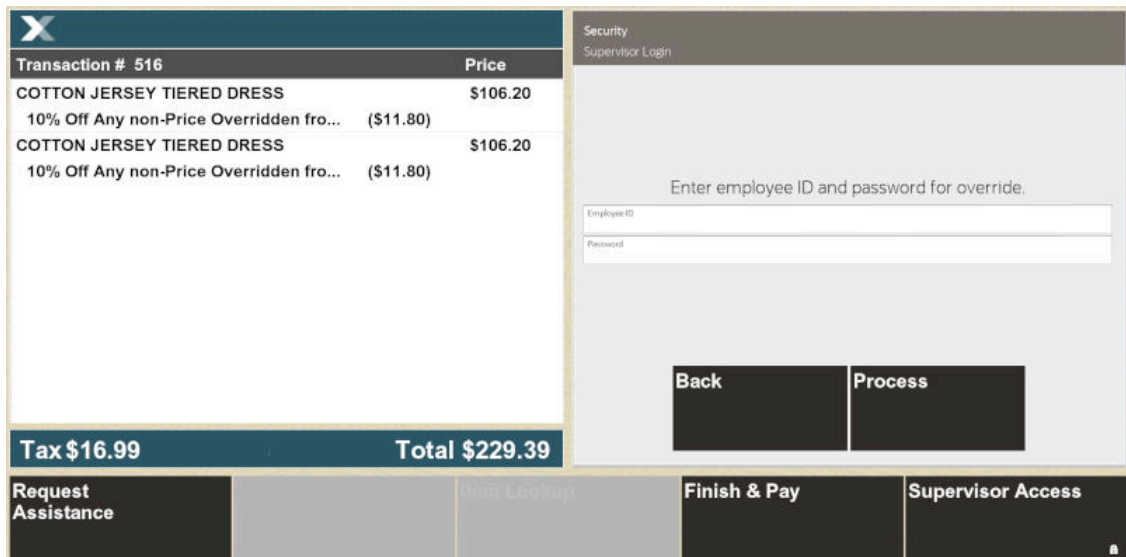 Transaction # 516 Price
COTTON JERSEY TIERED DRESS $106.20
10% Off Any non-Price Overridden fro... ($11.80)
COTTON JERSEY TIERED DRESS $106.20
10% Off Any non-Price Overridden fro... ($11.80)
Tax $16.99 Total $229.39
Security
Supervisor Login
Enter employee ID and password for override.
Employee ID
Password
Back
Process
Request
Assistance
Item Lookup
Finish & Pay
Supervisor Access